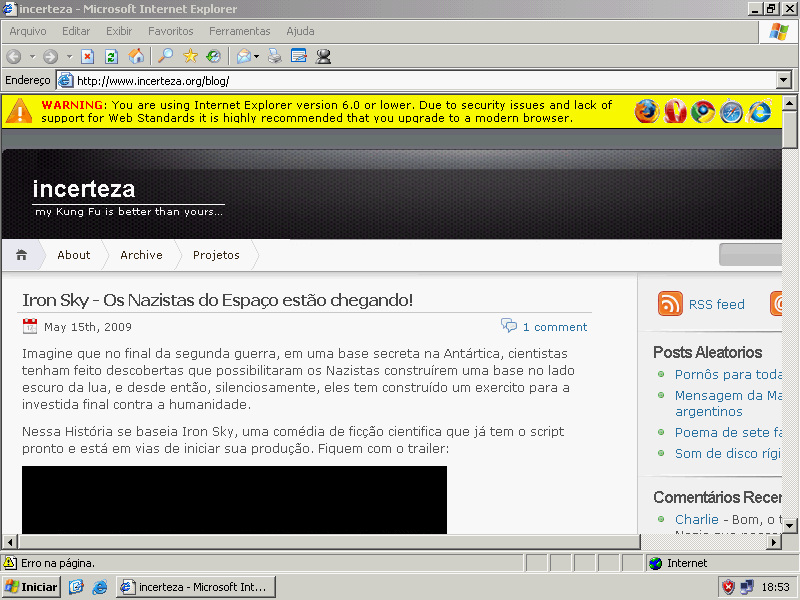 incerteza - Microsoft Internet Explorer
Arquivo Editar Exibir Favoritos Ferramentas Ajuda
Endereço http://www.incerteza.org/blog/
WARNING: You are using Internet Explorer version 6.0 or lower. Due to security issues and lack of
support for Web Standards it is highly recommended that you upgrade to a modern browser.
incerteza
my Kung Fu is better than yours...
About Archive Projetos
Iron Sky - Os Nazistas do Espaço estão chegando!
May 15th, 2009 1 comment
Imagine que no final da segunda guerra, em uma base secreta na Antártica, cientistas
tenham feito descobertas que possibilitaram os Nazistas construírem uma base no lado
escuro da lua, e desde então, silenciosamente, eles tem construído um exercito para a
investida final contra a humanidade.
Nessa História se baseia Iron Sky, uma comédia de ficção cientifica que já tem o script
pronto e está em vias de iniciar sua produção. Fiquem com o trailer:
RSS feed
Posts Aleatorios
Pornôs para toda
Mensagem da Ma
argentinos
Poema de sete fa
Som de disco rígi
Comentários Recen
Charlie - Bom, o t
Erro na página. Internet
Iniciar incerteza - Microsoft Int... 18:53